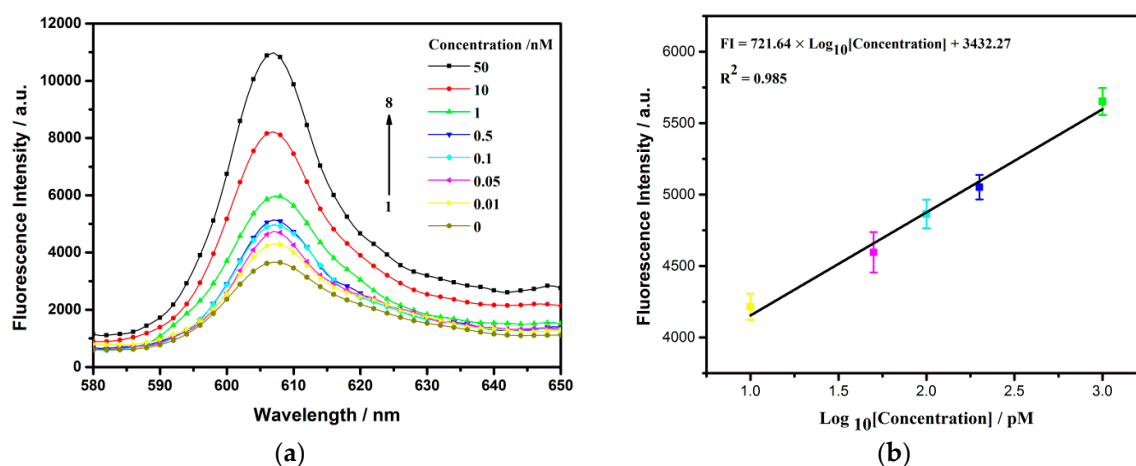 12000
10000
8000
6000
4000
2000
0
Fluorescence Intensity / a.u.
580 590 600 610 620 630 640 650
Wavelength / nm
Concentration /nM
50
10
1
0.5
0.1
0.05
0.01
0
8
1
(a)
6000
5500
5000
4500
4000
Fluorescence Intensity / a.u.
FI = 721.64 × Log10[Concentration] + 3432.27
R2 = 0.985
1.0 1.5 2.0 2.5 3.0
Log 10[Concentration] / pM
(b)